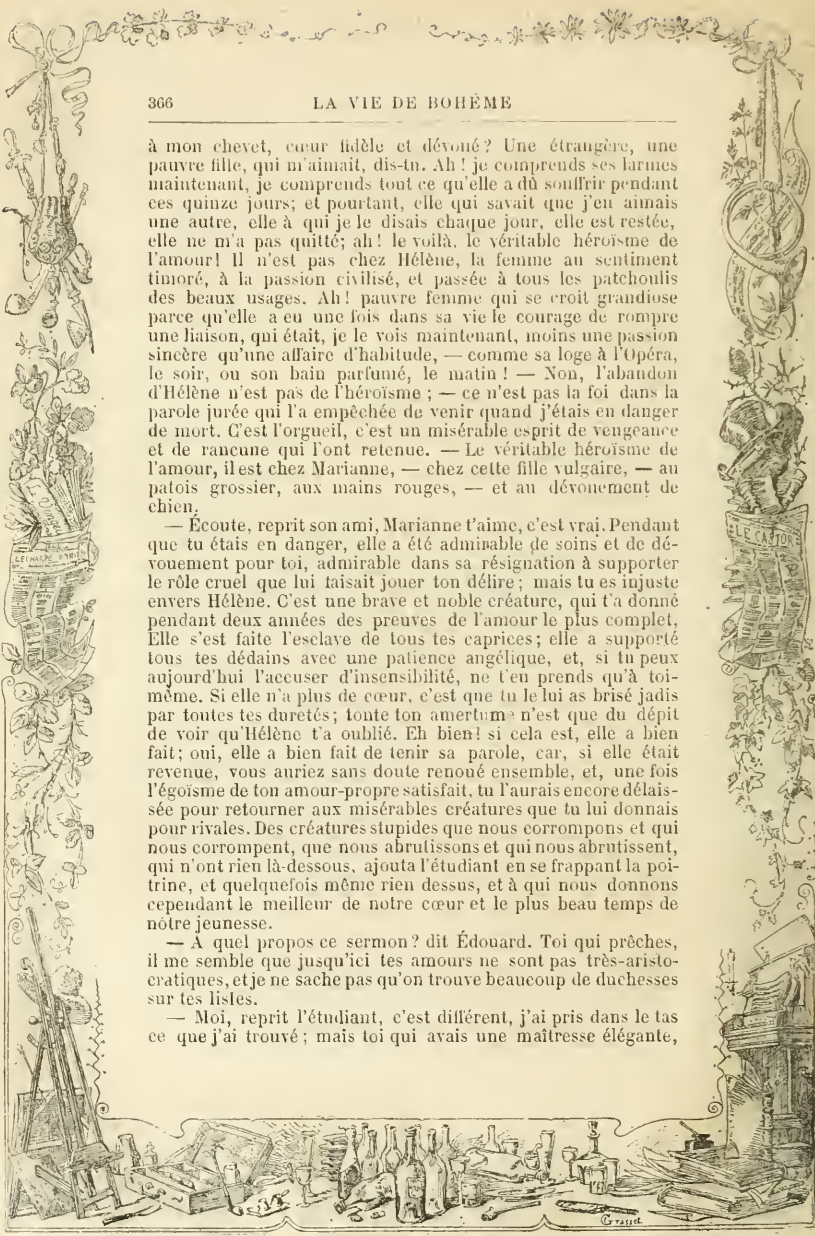 366 LA VIE DE BOHÊME
à mon chevet, cœur fidèle et dévoué? Une étrangère, une
pauvre fille, qui m'aimait, dis-tu. Ah! je comprends ses larmes
maintenant, je comprends tout ce qu'elle a dû souffrir pendant
ces quinze jours; et pourtant, elle qui savait que j'en aimais
une autre, elle à qui je le disais chaque jour, elle est restée,
elle ne m'a pas quitté; ah! le voilà, le véritable héroïsme de
l'amour! Il n'est pas chez Hélène, la femme au sentiment
timoré, à la passion civilisé, et passée à tous les patchoulis
des beaux usages. Ah! pauvre femme qui se croit grandiose
parce qu'elle a eu une fois dans sa vie le courage de rompre
une liaison, qui était, je le vois maintenant, moins une passion
sincère qu'une affaire d'habitude, — comme sa loge à l'Opéra,
le soir, ou son bain parfumé, le matin! — Non, l'abandon
d'Hélène n'est pas de l'héroïsme; — ce n'est pas la foi dans la
parole jurée qui l'a empêchée de venir quand j'étais en danger
de mort. C'est l'orgueil, c'est un misérable esprit de vengeance
et de rancune qui l'ont retenue. — Le véritable héroïsme de
l'amour, il est chez Marianne, — chez cette fille vulgaire, — au
patois grossier, aux mains rouges, — et au dévouement de
chien.
— Écoute, reprit son ami, Marianne t'aime, c'est vrai. Pendant
que tu étais en danger, elle a été admirable de soins et de dé-
vouement pour toi, admirable dans sa résignation à supporter
le rôle cruel que lui faisait jouer ton délire; mais tu es injuste
envers Hélène. C'est une brave et noble créature, qui t'a donné
pendant deux années des preuves de l'amour le plus complet,
Elle s'est faite l'esclave de tous tes caprices; elle a supporté
tous tes dédains avec une patience angélique, et, si tu peux
aujourd'hui l'accuser d'insensibilité, ne t'en prends qu'à toi-
même. Si elle n'a plus de cœur, c'est que tu le lui as brisé jadis
par toutes tes duretés; toute ton amertume n'est que du dépit
de voir qu'Hélène t'a oublié. Eh bien! si cela est, elle a bien
fait; oui, elle a bien fait de tenir sa parole, car, si elle était
revenue, vous auriez sans doute renoué ensemble, et, une fois
l'égoïsme de ton amour-propre satisfait, tu l'aurais encore délais-
sée pour retourner aux misérables créatures que tu lui donnais
pour rivales. Des créatures stupides que nous corrompons et qui
nous corrompent, que nous abrutissons et qui nous abrutissent,
qui n'ont rien là-dessous, ajouta l'étudiant en se frappant la poi-
trine, et quelquefois même rien dessus, et à qui nous donnons
cependant le meilleur de notre cœur et le plus beau temps de
nôtre jeunesse.
— A quel propos ce sermon? dit Édouard. Toi qui prêches,
il me semble que jusqu'ici tes amours ne sont pas très-aristo-
cratiques, et je ne sache pas qu'on trouve beaucoup de duchesses
sur tes listes.
— Moi, reprit l'étudiant, c'est différent, j'ai pris dans le tas
ce que j'ai trouvé; mais toi qui avais une maîtresse élégante,
LE CASTOR
Grasset